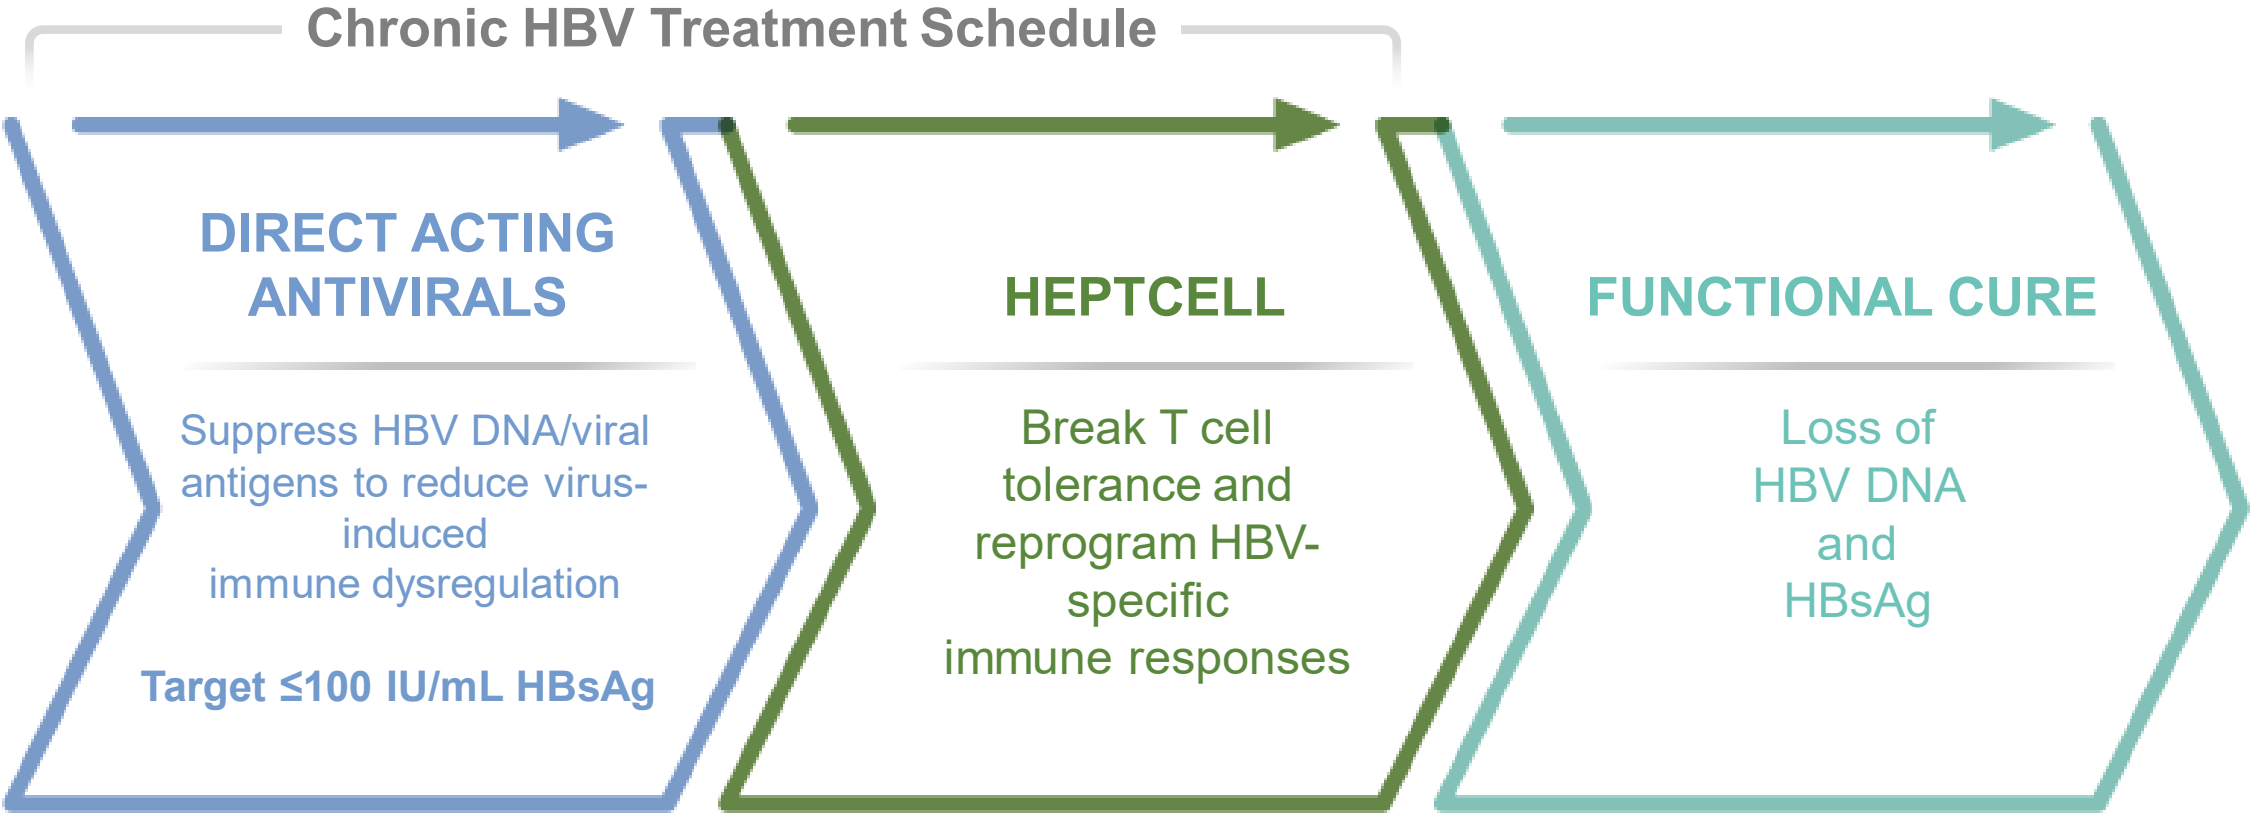 Chronic HBV Treatment Schedule
DIRECT ACTING
ANTIVIRALS
Suppress HBV DNA/viral
antigens to reduce virus-
induced
immune dysregulation
Target ≤100 IU/mL HBsAg
HEPTCELL
Break T cell
tolerance and
reprogram HBV-
specific
immune responses
FUNCTIONAL CURE
Loss of
HBV DNA
and
HBsAg